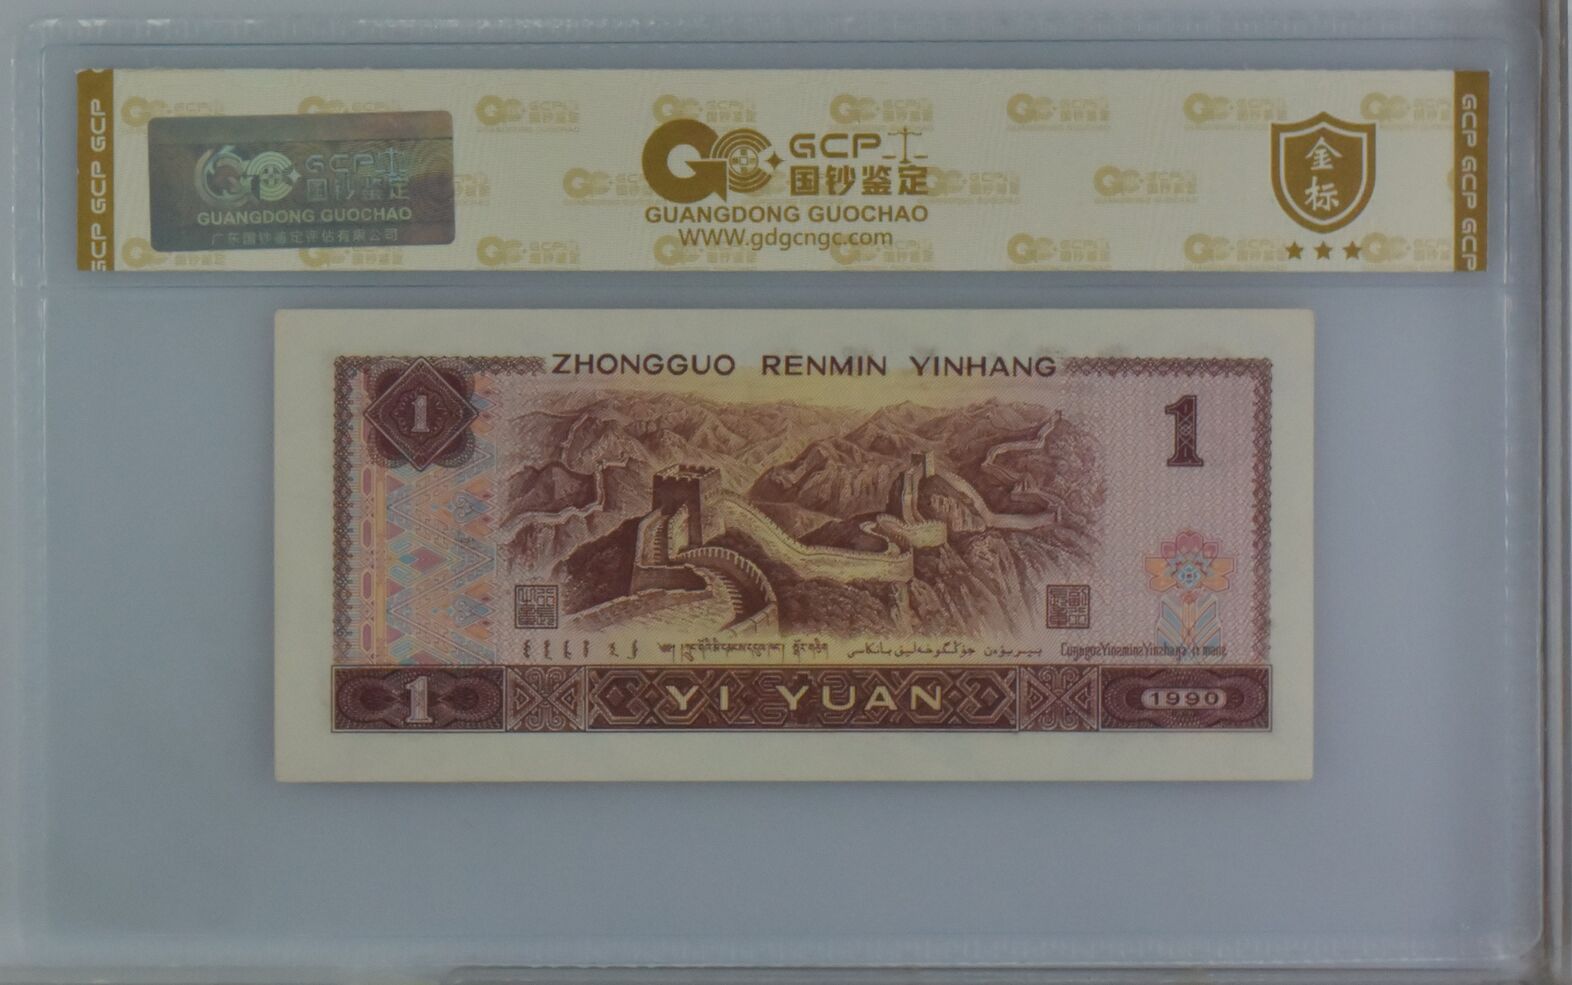 GCP GCP GCP
GCP
国钞鉴定
GUANGDONG GUOCHAO
广东国钞鉴定评估有限公司
GCP
国钞鉴定
GUANGDONG GUOCHAO
WWW.gdgcngc.com
金标
GCP GCP GCP
ZHONGGUO RENMIN YINHANG
1
1
1
YI YUAN
1990